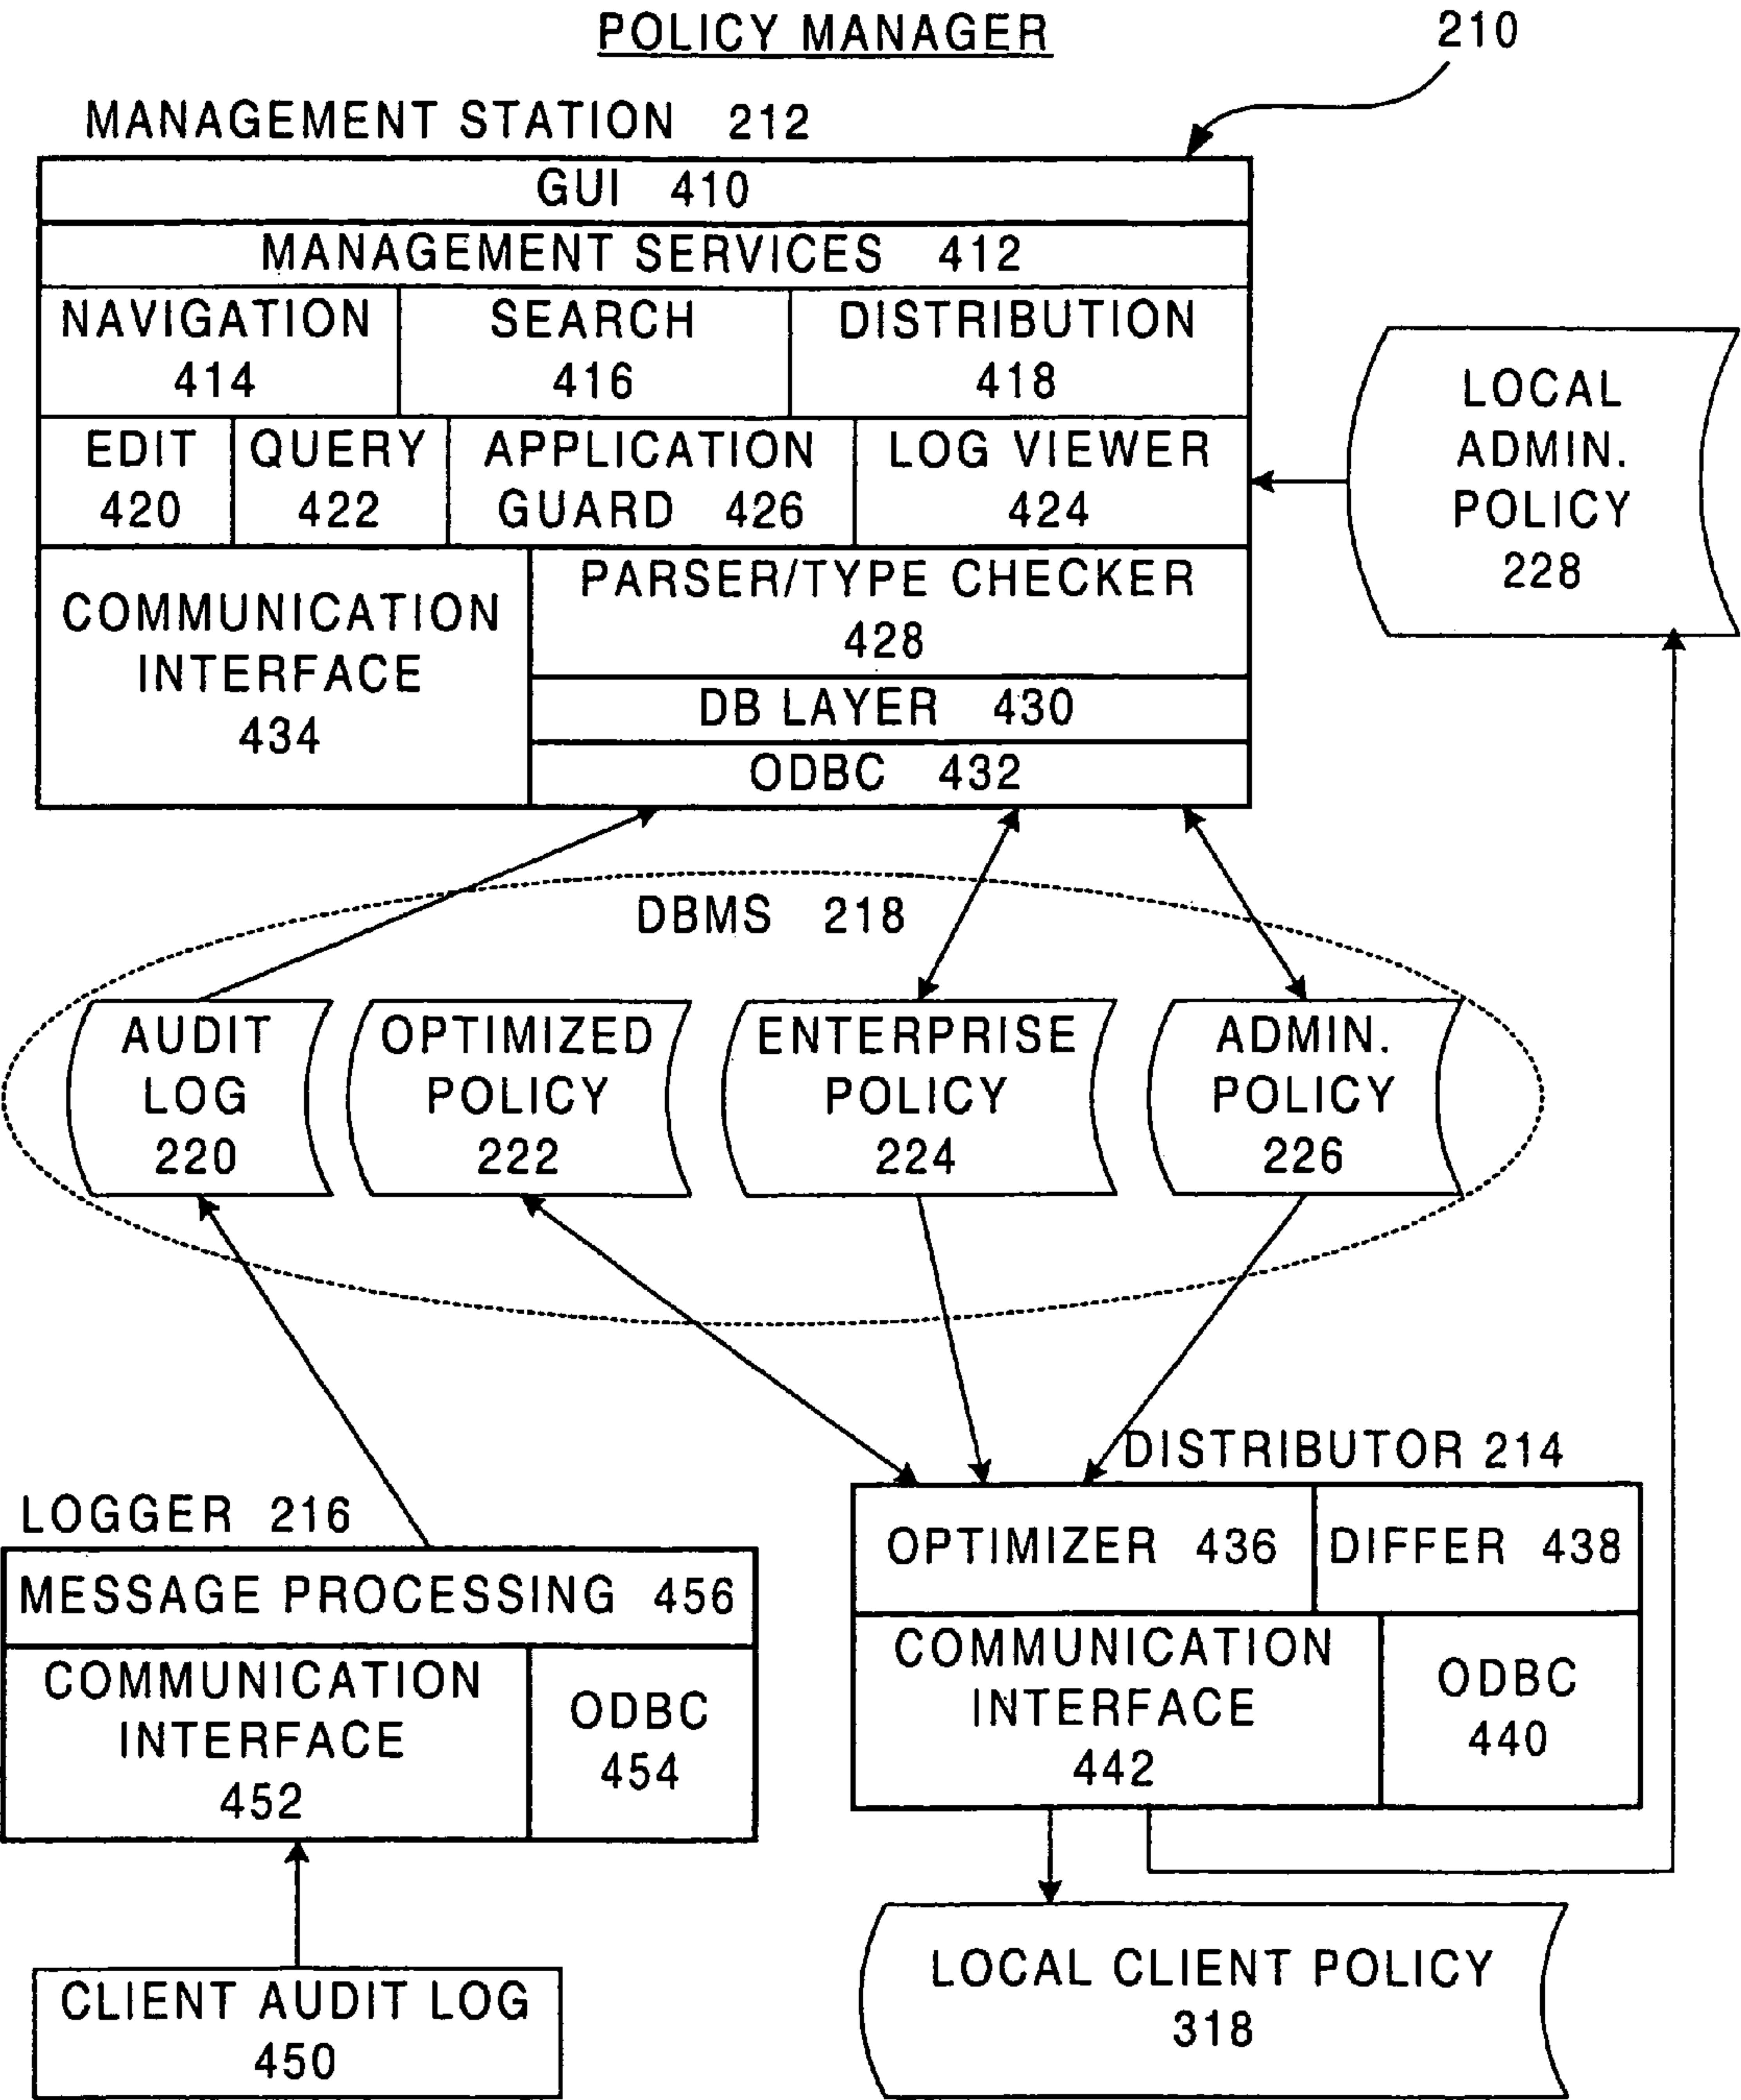 POLICY MANAGER
210
MANAGEMENT STATION 212
GUI 410
MANAGEMENT SERVICES 412
NAVIGATION
414
SEARCH
416
DISTRIBUTION
418
EDIT
420
QUERY
422
APPLICATION
GUARD 426
LOG VIEWER
424
LOCAL
ADMIN.
POLICY
228
COMMUNICATION
INTERFACE
434
PARSER/TYPE CHECKER
428
DB LAYER 430
ODBC 432
DBMS 218
AUDIT
LOG
220
OPTIMIZED
POLICY
222
ENTERPRISE
POLICY
224
ADMIN.
POLICY
226
LOGGER 216
MESSAGE PROCESSING 456
COMMUNICATION
INTERFACE
452
ODBC
454
DISTRIBUTOR 214
OPTIMIZER 436
DIFFER 438
COMMUNICATION
INTERFACE
442
ODBC
440
CLIENT AUDIT LOG
450
LOCAL CLIENT POLICY
318